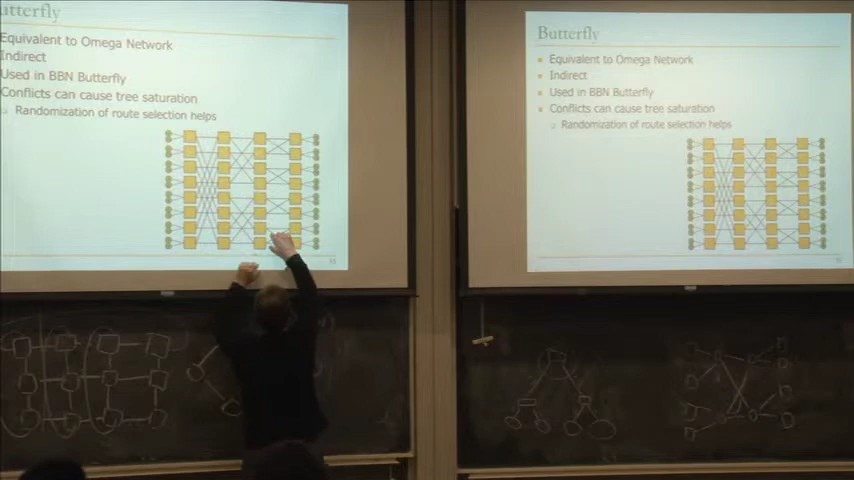 utterfly
Equivalent to Omega Network
Indirect
Used in BBN Butterfly
Conflicts can cause tree saturation
Randomization of route selection helps
13
Butterfly
Equivalent to Omega Network
Indirect
Used in BBN Butterfly
Conflicts can cause tree saturation
Randomization of route selection helps